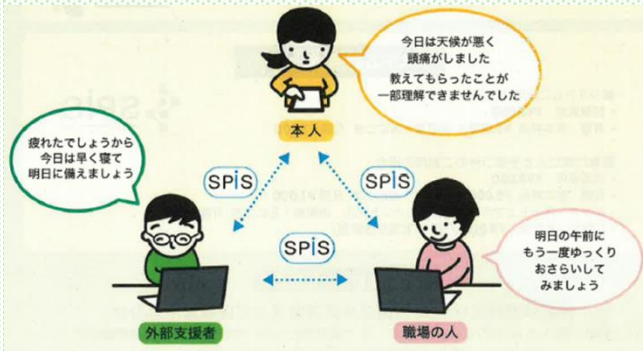 今日は天候が悪く
頭痛がしました
教えてもらったことが
一部理解できませんでした
本人
疲れたでしょうから
今日は早く寝て
明日に備えましょう
SPiS
SPiS
SPiS
明日の午前に
もう一度ゆっくり
おさらいして
みましょう
外部支援者
職場の人